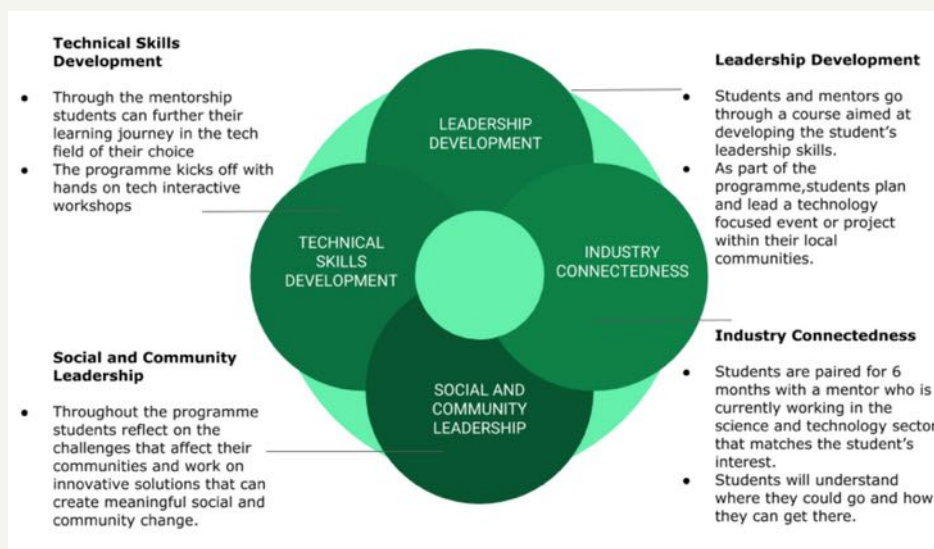 Technical Skills
Development
● Through the mentorship
students can further their
learning journey in the tech
field of their choice
● The programme kicks off with
hands on tech interactive
workshops
Social and Community
Leadership
● Throughout the programme
students reflect on the
challenges that affect their
communities and work on
innovative solutions that can
create meaningful social and
community change.
LEADERSHIP
DEVELOPMENT
TECHNICAL
SKILLS
DEVELOPMENT
INDUSTRY
CONNECTEDNESS
SOCIAL AND
COMMUNITY
LEADERSHIP
Leadership Development
● Students and mentors go
through a course aimed at
developing the student's
leadership skills.
● As part of the
programme,students plan
and lead a technology
focused event or project
within their local
communities.
Industry Connectedness
● Students are paired for 6
months with a mentor who is
currently working in the
science and technology sector
that matches the student's
interest.
● Students will understand
where they could go and how
they can get there.